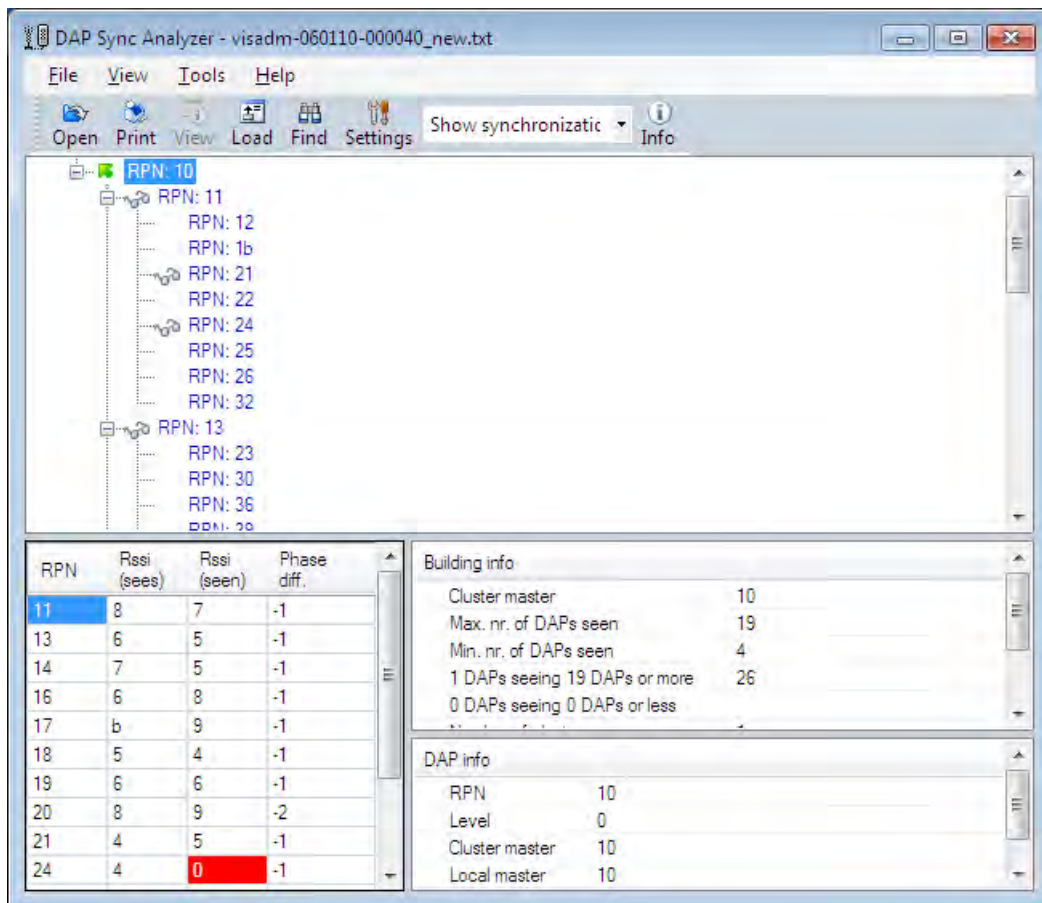 DAP Sync Analyzer - visadm-060110-000040_new.txt
File View Tools Help
Open Print View Load Find Settings Show synchronizatic Info
RPN: 10
RPN: 11
RPN: 12
RPN: 1b
RPN: 21
RPN: 22
RPN: 24
RPN: 25
RPN: 26
RPN: 32
RPN: 13
RPN: 23
RPN: 30
RPN: 36
RPN: 39
RPN Rssi (sees) Rssi (seen) Phase diff.
11 8 7 -1
13 6 5 -1
14 7 5 -1
16 6 8 -1
17 b 9 -1
18 5 4 -1
19 6 6 -1
20 8 9 -2
21 4 5 -1
24 4 0 -1
Building info
Cluster master 10
Max. nr. of DAPs seen 19
Min. nr. of DAPs seen 4
1 DAPs seeing 19 DAPs or more 26
0 DAPs seeing 0 DAPs or less
DAP info
RPN 10
Level 0
Cluster master 10
Local master 10